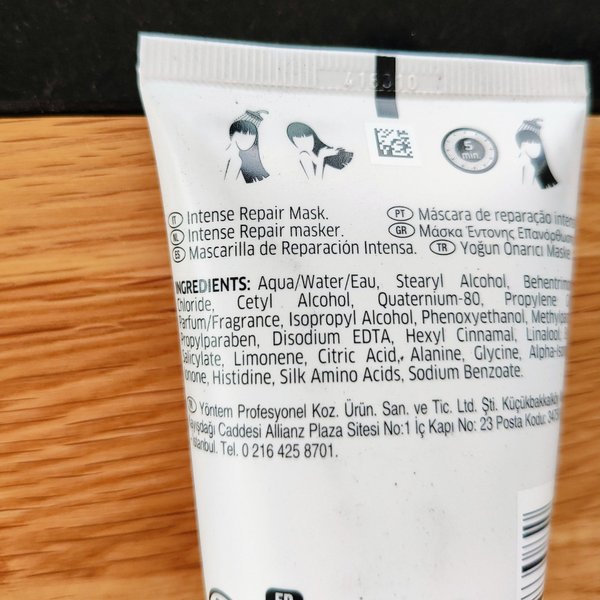 5 min.
IT Intense Repair Mask.
NL Intense Repair masker.
ES Mascarilla de Reparación Intensa.
PT Máscara de reparação
GR Μάσκα Έντονης
TR Yoğun Onarıcı
INGREDIENTS: Aqua/Water/Eau, Stearyl Alcohol,
Chloride, Cetyl Alcohol, Quaternium-80, Propylene
Parfum/Fragrance, Isopropyl Alcohol, Phenoxyethanol,
Propylparaben, Disodium EDTA, Hexyl Cinnamal, Linalool,
Salicylate, Limonene, Citric Acid, Alanine, Glycine,
Ionone, Histidine, Silk Amino Acids, Sodium Benzoate.
Yöntem Profesyonel Koz. Ürün. San. ve Tic. Ltd. Şti.
Caddesi Allianz Plaza Sitesi No:1 İç Kapı No: 23 Posta Kodu:
İstanbul. Tel. 0 216 425 8701.